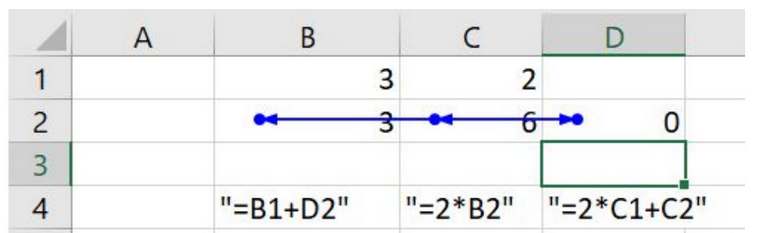 A B C D
1 3 2
2 3 6 0
3
4 "=B1+D2" "=2*B2" "=2*C1+C2"